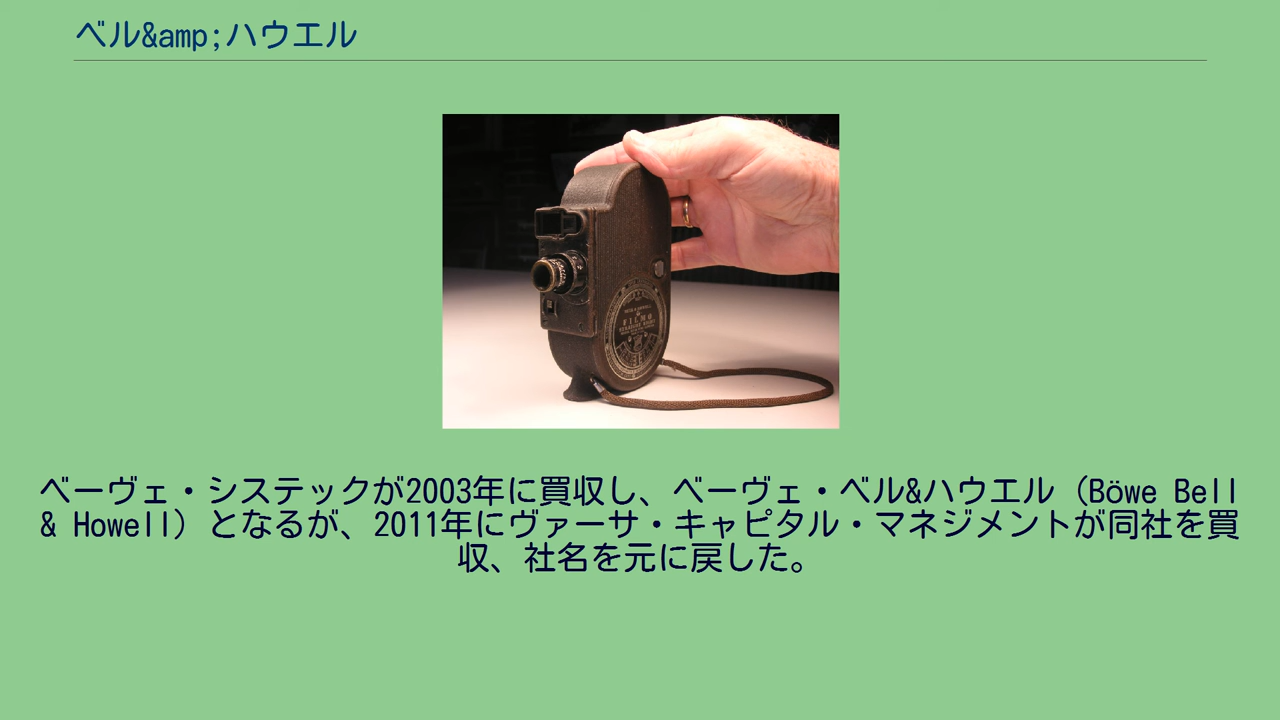 ベル&amp;ハウエル
FILMO
ベーヴェ・システックが2003年に買収し、ベーヴェ・ベル&ハウエル（Böwe Bell
& Howell）となるが、2011年にヴァーサ・キャピタル・マネジメントが同社を買
収、社名を元に戻した。